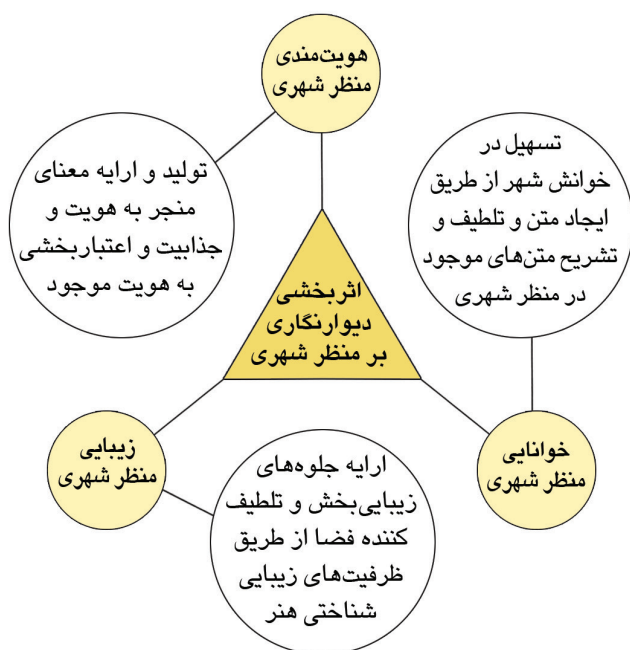 هویت‌مندی
منظر شهری
تولید و ارایه معنای
منجر به هویت و
جذابیت و اعتباربخشی
به هویت موجود
تسهیل در
خوانش شهر از طریق
ایجاد متن و تلطیف و
تشریح متن‌های موجود
در منظر شهری
اثربخشی
دیوارنگاری
بر منظر شهری
زیبایی
منظر شهری
خوانایی
منظر شهری
ارایه جلوه‌های
زیبایی‌بخش و تلطیف
کننده فضا از طریق
ظرفیت‌های زیبایی
شناختی هنر